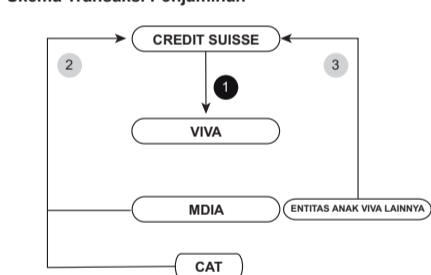 Skema Transaksi Penjaminan
CREDIT SUISSE
2
3
1
VIVA
MDIA
ENTITAS ANAK VIVA LAINNYA
CAT